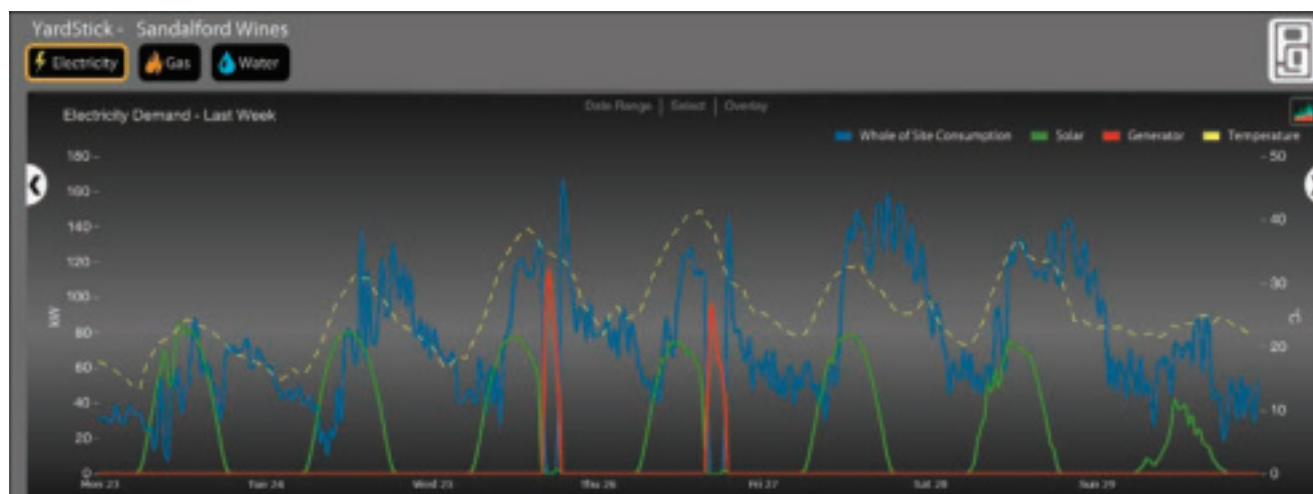 YardStick - Sandalford Wines
Electricity Gas Water
Date Range | Select | Overlay
Electricity Demand - Last Week
Whole of Site Consumption Solar Generator Temperature
180 - - 50
160 -
140 - - 40
120 -
100 - - 30
80 -
60 - - 20
40 - - 10
20 -
0 - - 0
kW
Mon 23 Tue 24 Wed 25 Thu 26 Fri 27 Sat 28 Sun 29